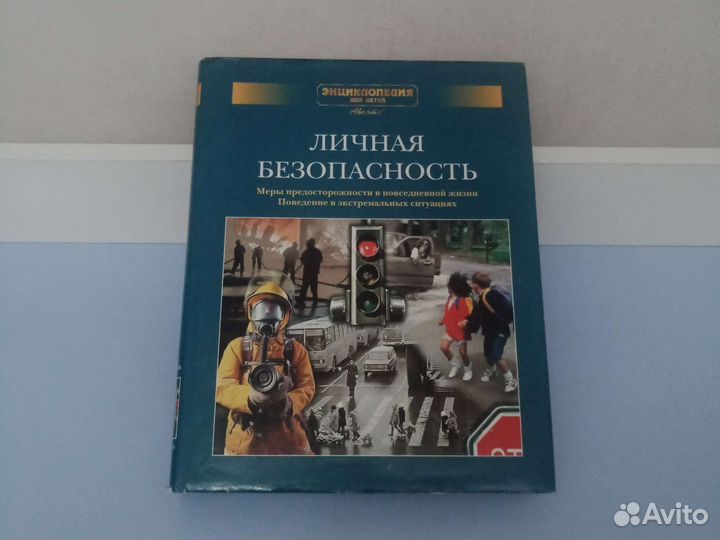 ЭНЦИКЛОПЕДИЯ
ДЛЯ ДЕТЕЙ
Аванта+
ЛИЧНАЯ
БЕЗОПАСНОСТЬ
Меры предосторожности в повседневной жизни
Поведение в экстремальных ситуациях
Avito